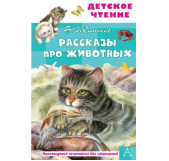 ДЕТСКОЕ ЧТЕНИЕ
Б. Житков
РАССКАЗЫ
ПРО ЖИВОТНЫХ